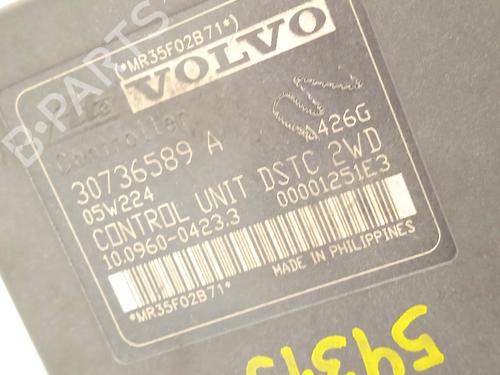 *MR35F02B71*
VOLVO
Controller
426G
30736589 A
05W224
CONTROL UNIT DSTC 2WD
10.0960-0423.3 00001251E3
MADE IN PHILIPPINES
*MR35F02B71*
B-PARTS